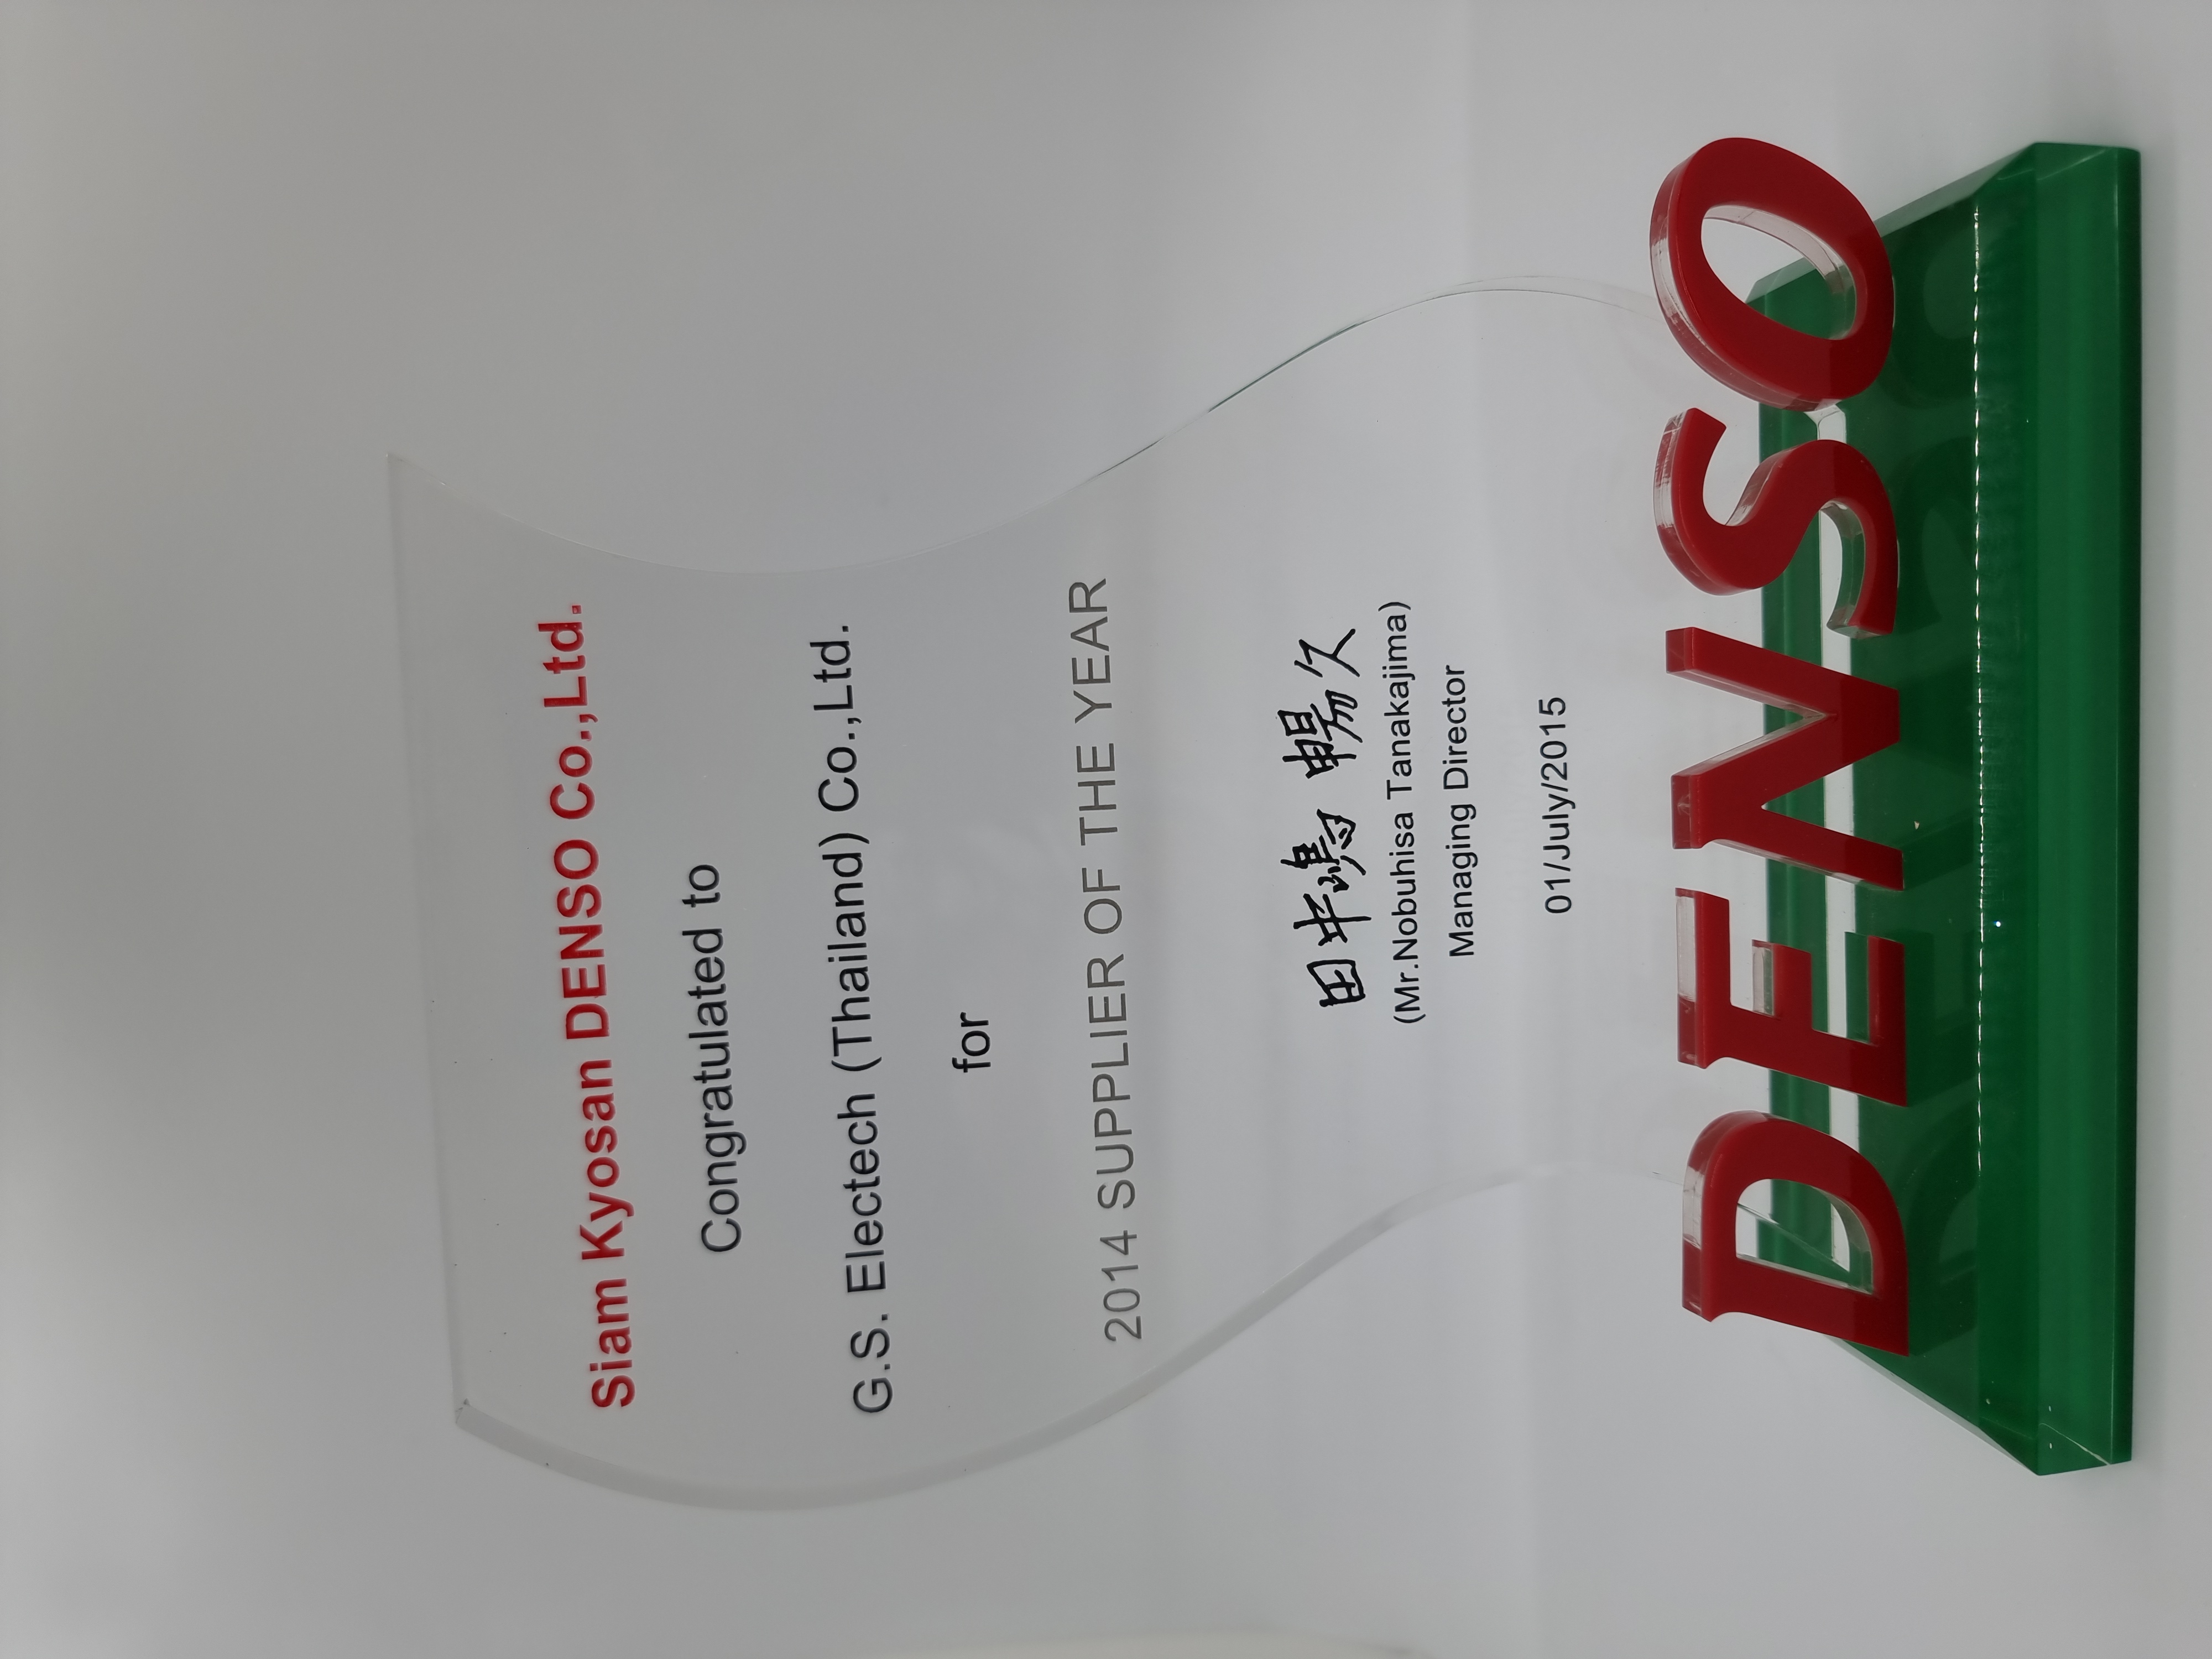 Siam Kyosan DENSO Co.,Ltd.
Congratulated to
G.S. Electech (Thailand) Co.,Ltd.
for
2014 SUPPLIER OF THE YEAR
田中島 暢久
(Mr.Nobuhisa Tanakajima)
Managing Director
01/July/2015
DENSO